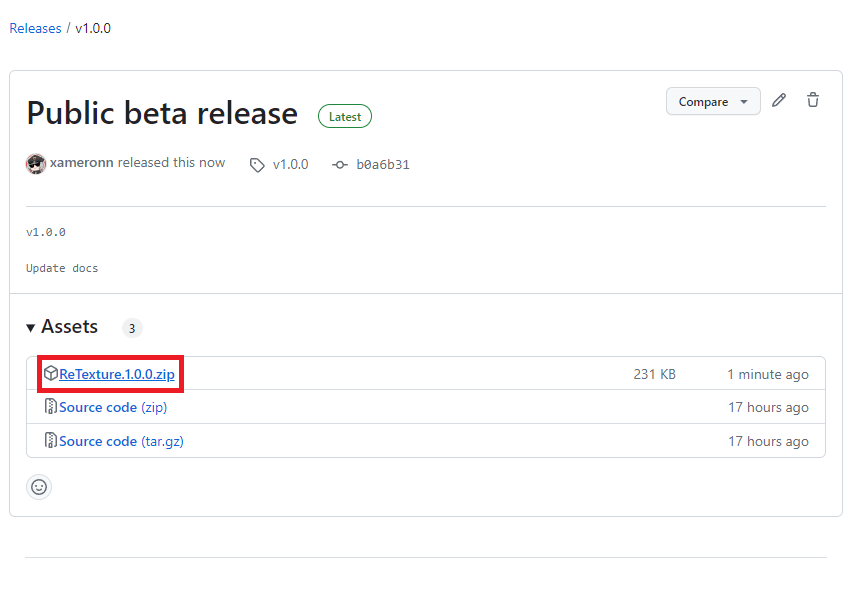 Releases / v1.0.0
Public beta release Latest
Compare
xameronn released this now v1.0.0 b0a6b31
v1.0.0
Update docs
Assets 3
ReTexture.1.0.0.zip 231 KB 1 minute ago
Source code (zip) 17 hours ago
Source code (tar.gz) 17 hours ago